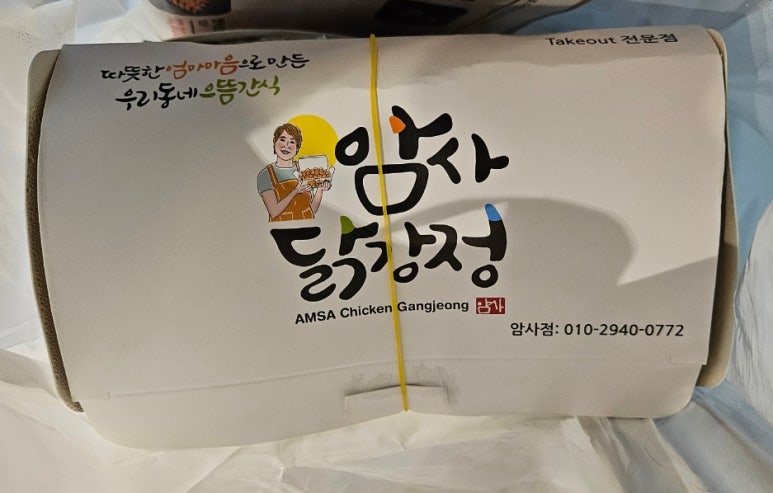 따뜻한 엄마마음으로 만든
우리동네 으뜸간식
Takeout 전문점
암사
닭강정
AMSA Chicken Gangjeong 암사
암사점: 010-2940-0772